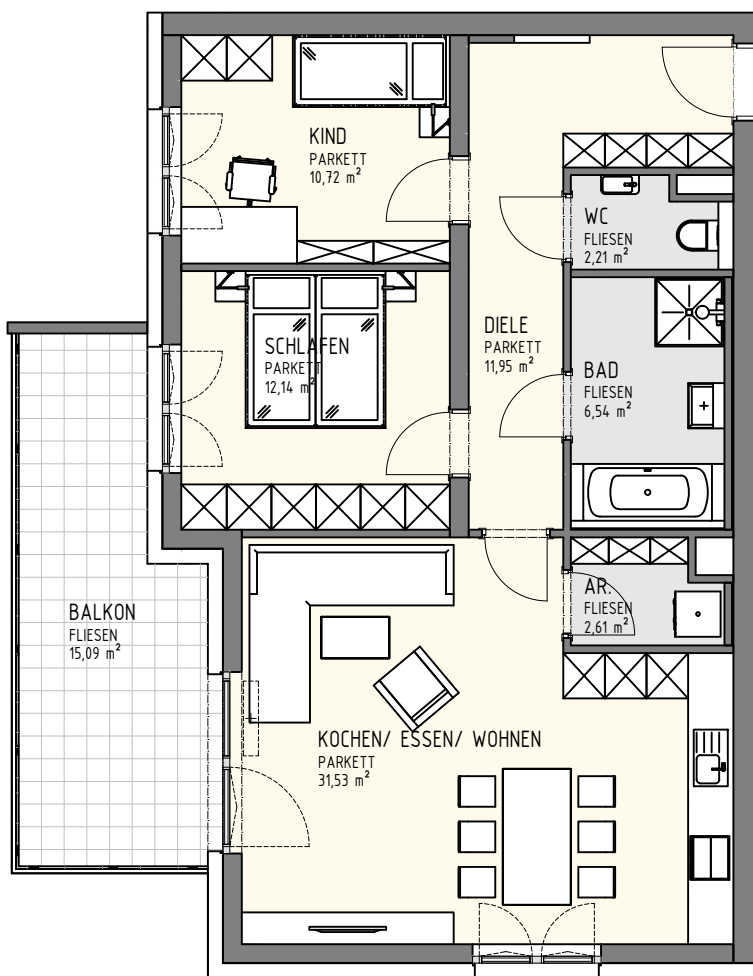 KIND
PARKETT
10,72 m²
WC
FLIESEN
2,21 m²
DIELE
PARKETT
11,95 m²
SCHLAFEN
PARKETT
12,14 m²
BAD
FLIESEN
6,54 m²
AR.
FLIESEN
2,61 m²
BALKON
FLIESEN
15,09 m²
KOCHEN/ ESSEN/ WOHNEN
PARKETT
31,53 m²